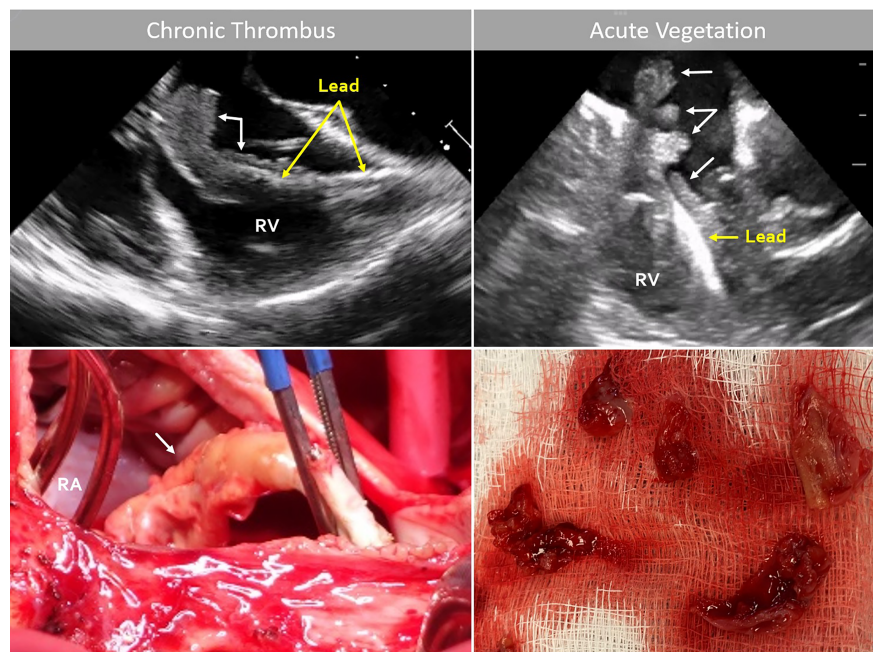 Chronic Thrombus
Acute Vegetation
Lead
RV
Lead
RV
RA